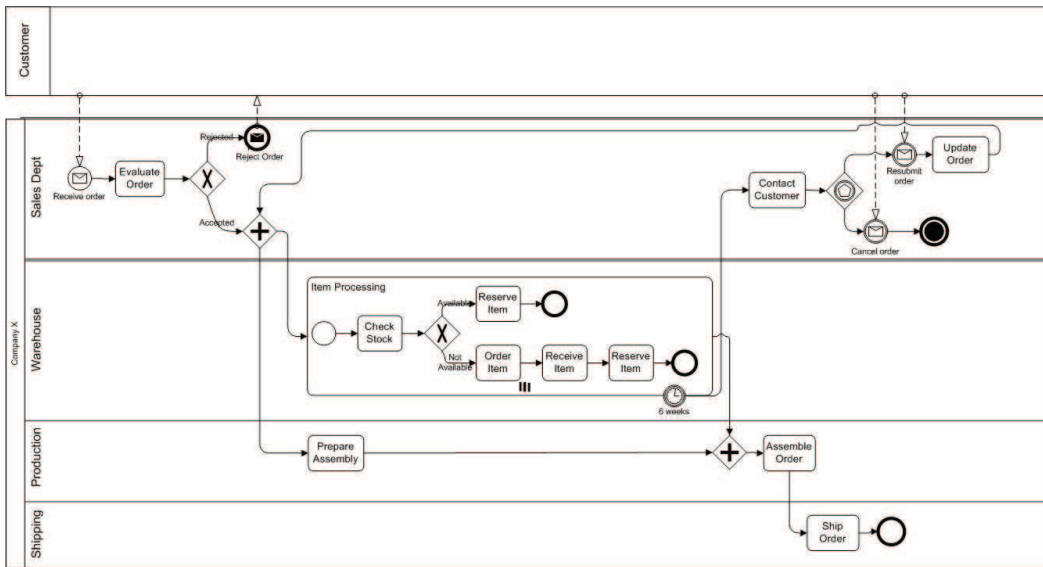 Customer
Company X
Sales Dept
Receive order
Evaluate
Order
Rejected
Reject Order
Accepted
Contact
Customer
Resubmit
order
Update
Order
Cancel order
Warehouse
Item Processing
Check
Stock
Available
Reserve
Item
Not
Available
Order
Item
Receive
Item
Reserve
Item
6 weeks
Production
Prepare
Assembly
Assemble
Order
Shipping
Ship
Order